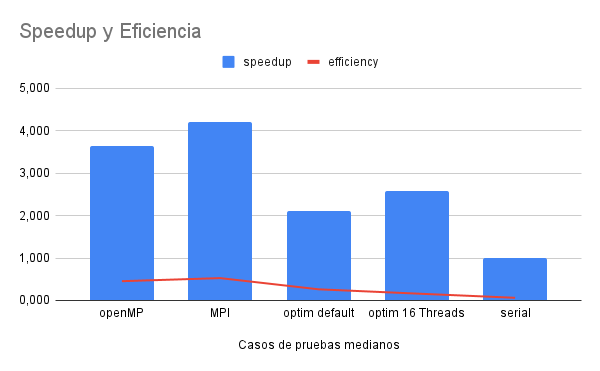 Speedup y Eficiencia
speedup efficiency
5,000
4,000
3,000
2,000
1,000
0,000
openMP MPI optim default optim 16 Threads serial
Casos de pruebas medianos